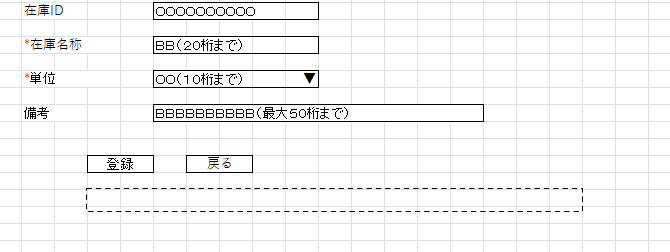 在庫ID ＯＯＯＯＯＯＯＯＯＯ
*在庫名称 ＢＢ（２０桁まで）
*単位 ＯＯ（１０桁まで） ▼
備考 ＢＢＢＢＢＢＢＢＢＢ（最大５０桁まで）
登録 戻る